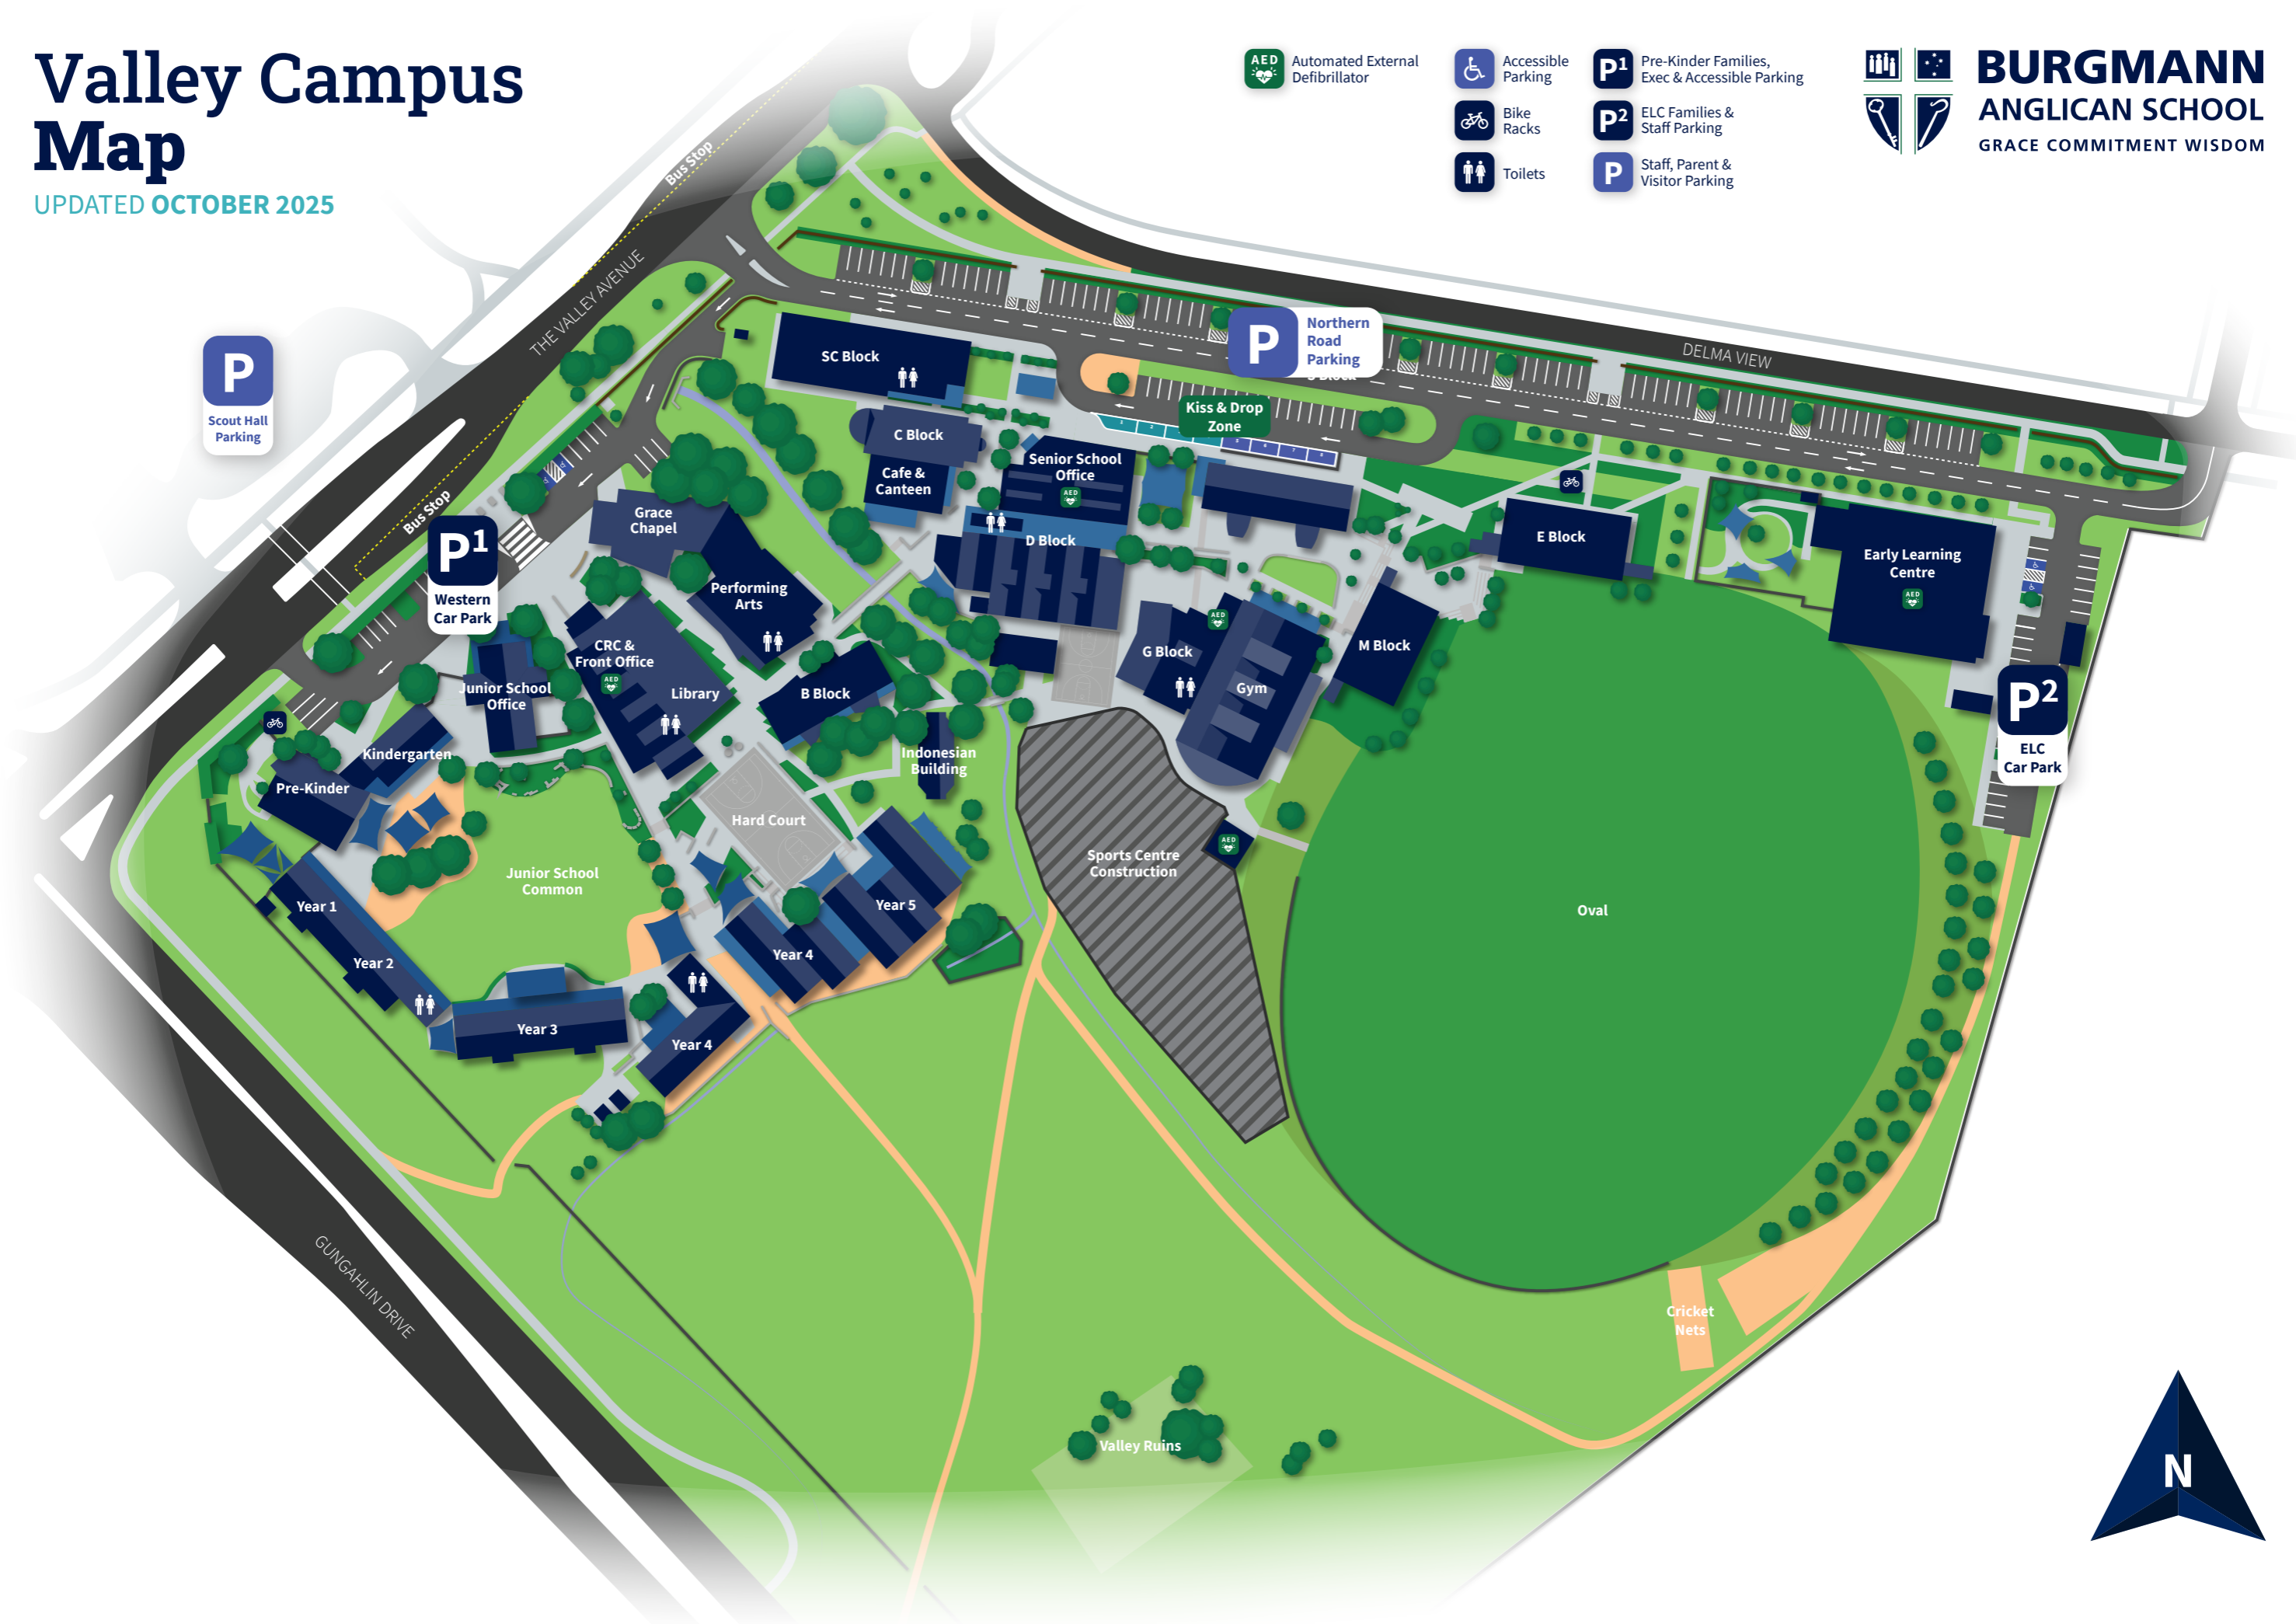 Valley Campus
Map
UPDATED OCTOBER 2025
AED
Automated External
Defibrillator
Accessible
Parking
Bike
Racks
Toilets
P1
Pre-Kinder Families,
Exec & Accessible Parking
P2
ELC Families &
Staff Parking
P
Staff, Parent &
Visitor Parking
BURGMANN
ANGLICAN SCHOOL
GRACE COMMITMENT WISDOM
Bus Stop
THE VALLEY AVENUE
P
Scout Hall
Parking
Bus Stop
P1
Western
Car Park
P
Northern
Road
Parking
DELMA VIEW
Kiss & Drop
Zone
SC Block
C Block
Cafe &
Canteen
Senior School
Office
AED
D Block
E Block
Early Learning
Centre
AED
P2
ELC
Car Park
Grace
Chapel
Performing
Arts
CRC &
Front Office
AED
Library
B Block
G Block
AED
Gym
M Block
Junior School
Office
Kindergarten
Pre-Kinder
Indonesian
Building
Hard Court
Sports Centre
Construction
AED
Junior School
Common
Year 1
Year 2
Year 3
Year 4
Year 4
Year 5
Oval
GUNGAHLIN DRIVE
Cricket
Nets
Valley Ruins
N